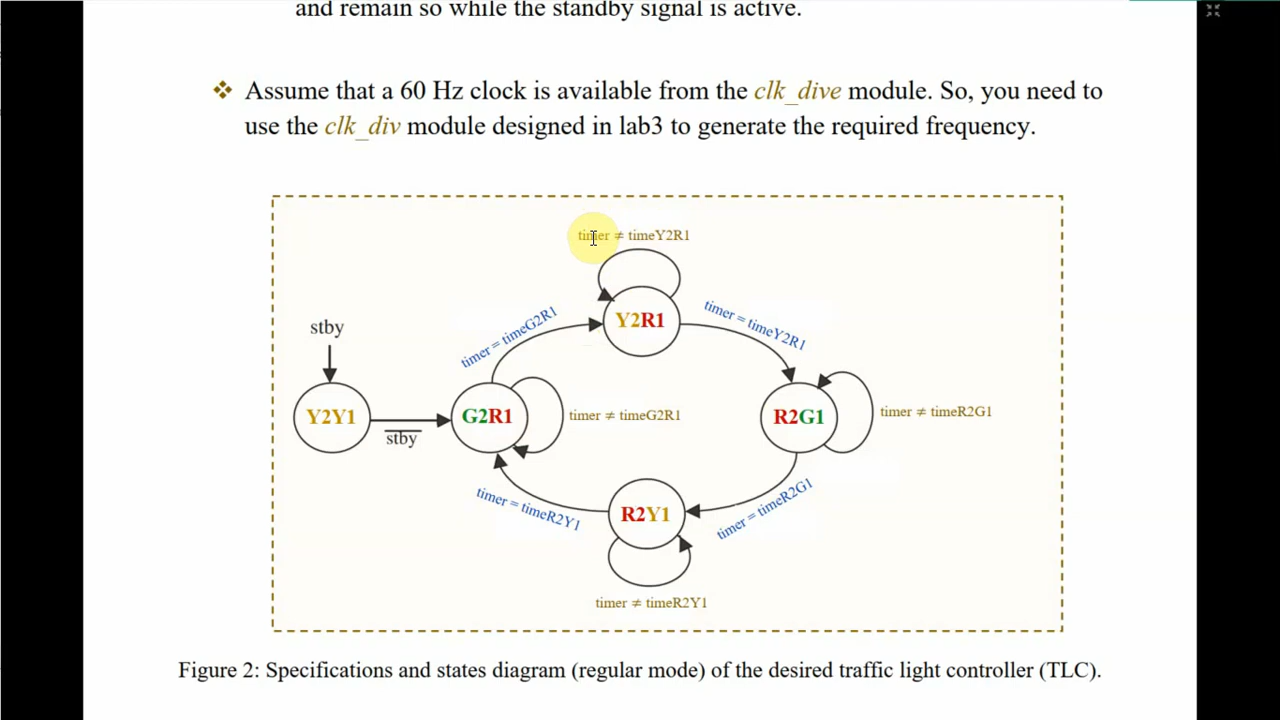 and remain so while the standby signal is active.
❖ Assume that a 60 Hz clock is available from the clk_dive module. So, you need to
use the clk_div module designed in lab3 to generate the required frequency.
timer ≠ timeY2R1
timer = timeG2R1
Y2R1
timer = timeY2R1
stby
Y2Y1
stby
G2R1
timer ≠ timeG2R1
R2G1
timer ≠ timeR2G1
timer = timeR2Y1
R2Y1
timer = timeR2G1
timer ≠ timeR2Y1
Figure 2: Specifications and states diagram (regular mode) of the desired traffic light controller (TLC).